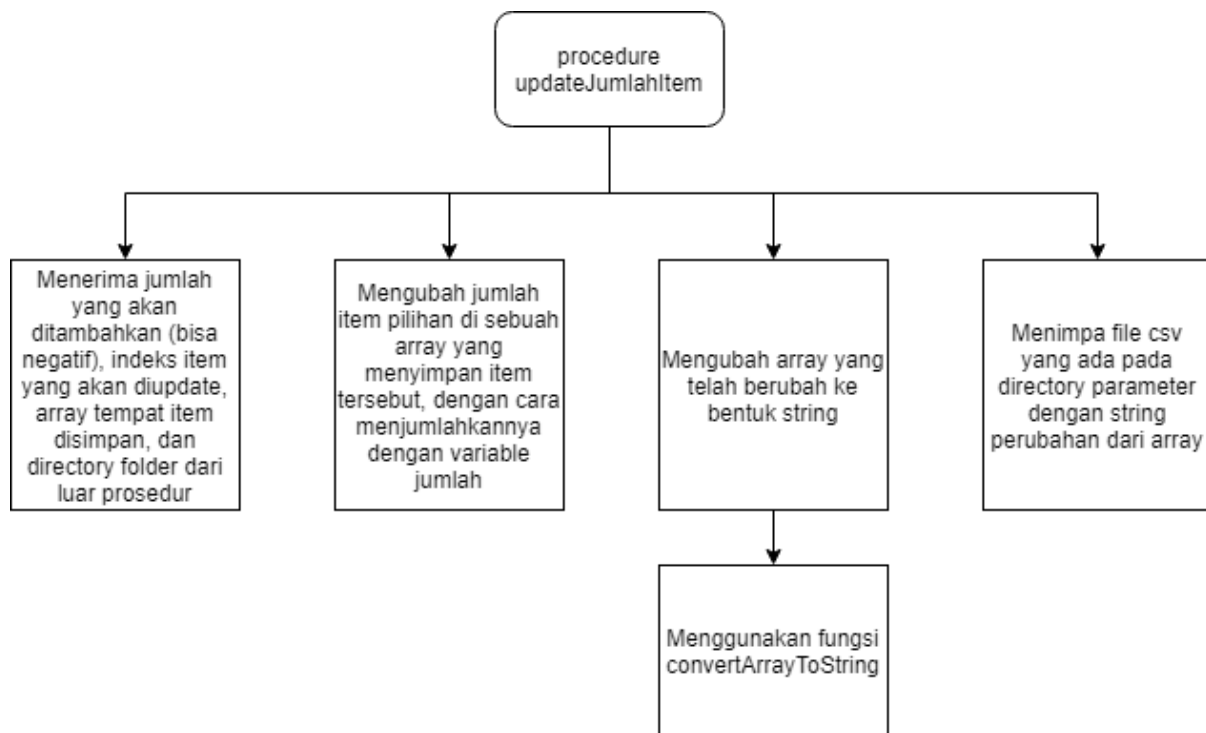 procedure
updateJumlahItem
Menerima jumlah
yang akan
ditambahkan (bisa
negatif), indeks item
yang akan diupdate,
array tempat item
disimpan, dan
directory folder dari
luar prosedur
Mengubah jumlah
item pilihan di sebuah
array yang
menyimpan item
tersebut, dengan cara
menjumlahkannya
dengan variable
jumlah
Mengubah array yang
telah berubah ke
bentuk string
Menimpa file csv
yang ada pada
directory parameter
dengan string
perubahan dari array
Menggunakan fungsi
convertArrayToString